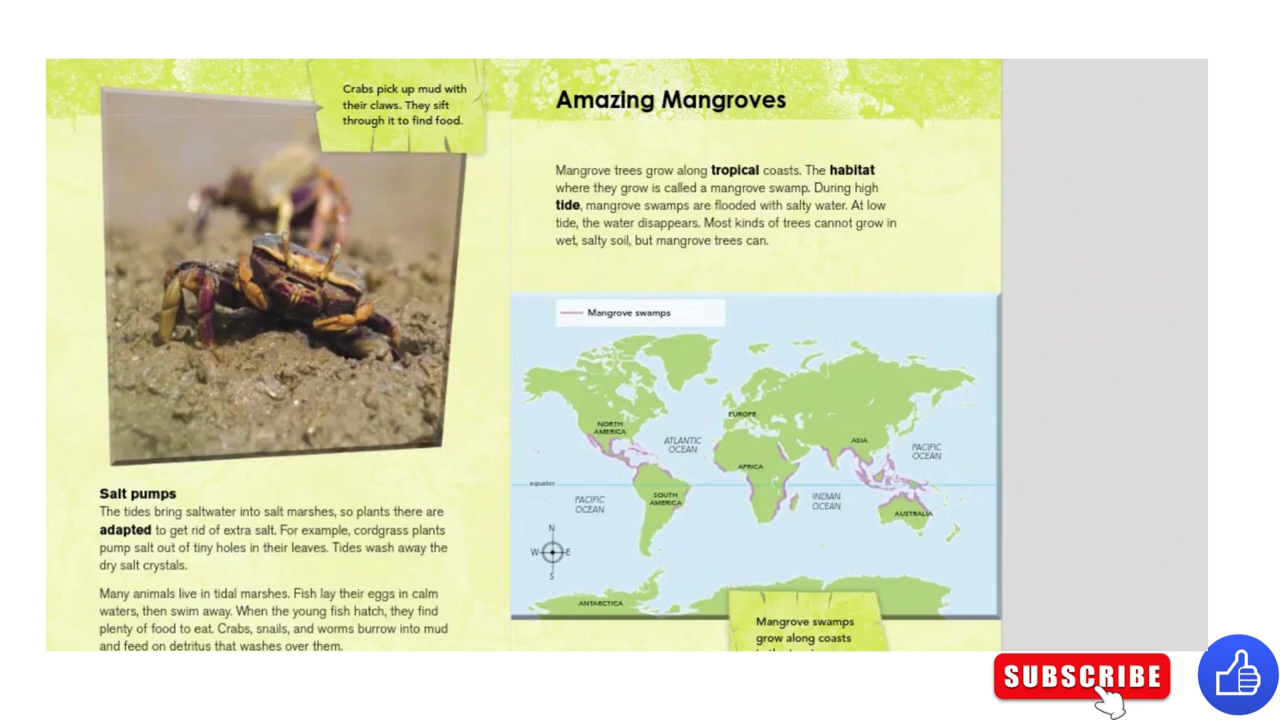 Crabs pick up mud with
their claws. They sift
through it to find food.
Salt pumps
The tides bring saltwater into salt marshes, so plants there are
adapted to get rid of extra salt. For example, cordgrass plants
pump salt out of tiny holes in their leaves. Tides wash away the
dry salt crystals.
Many animals live in tidal marshes. Fish lay their eggs in calm
waters, then swim away. When the young fish hatch, they find
plenty of food to eat. Crabs, snails, and worms burrow into mud
and feed on detritus that washes over them.
Amazing Mangroves
Mangrove trees grow along tropical coasts. The habitat
where they grow is called a mangrove swamp. During high
tide, mangrove swamps are flooded with salty water. At low
tide, the water disappears. Most kinds of trees cannot grow in
wet, salty soil, but mangrove trees can.
Mangrove swamps
NORTH
AMERICA
ATLANTIC
OCEAN
EUROPE
ASIA
PACIFIC
OCEAN
AFRICA
equator
PACIFIC
OCEAN
SOUTH
AMERICA
INDIAN
OCEAN
AUSTRALIA
N
W E
S
ANTARCTICA
Mangrove swamps
grow along coasts
SUBSCRIBE